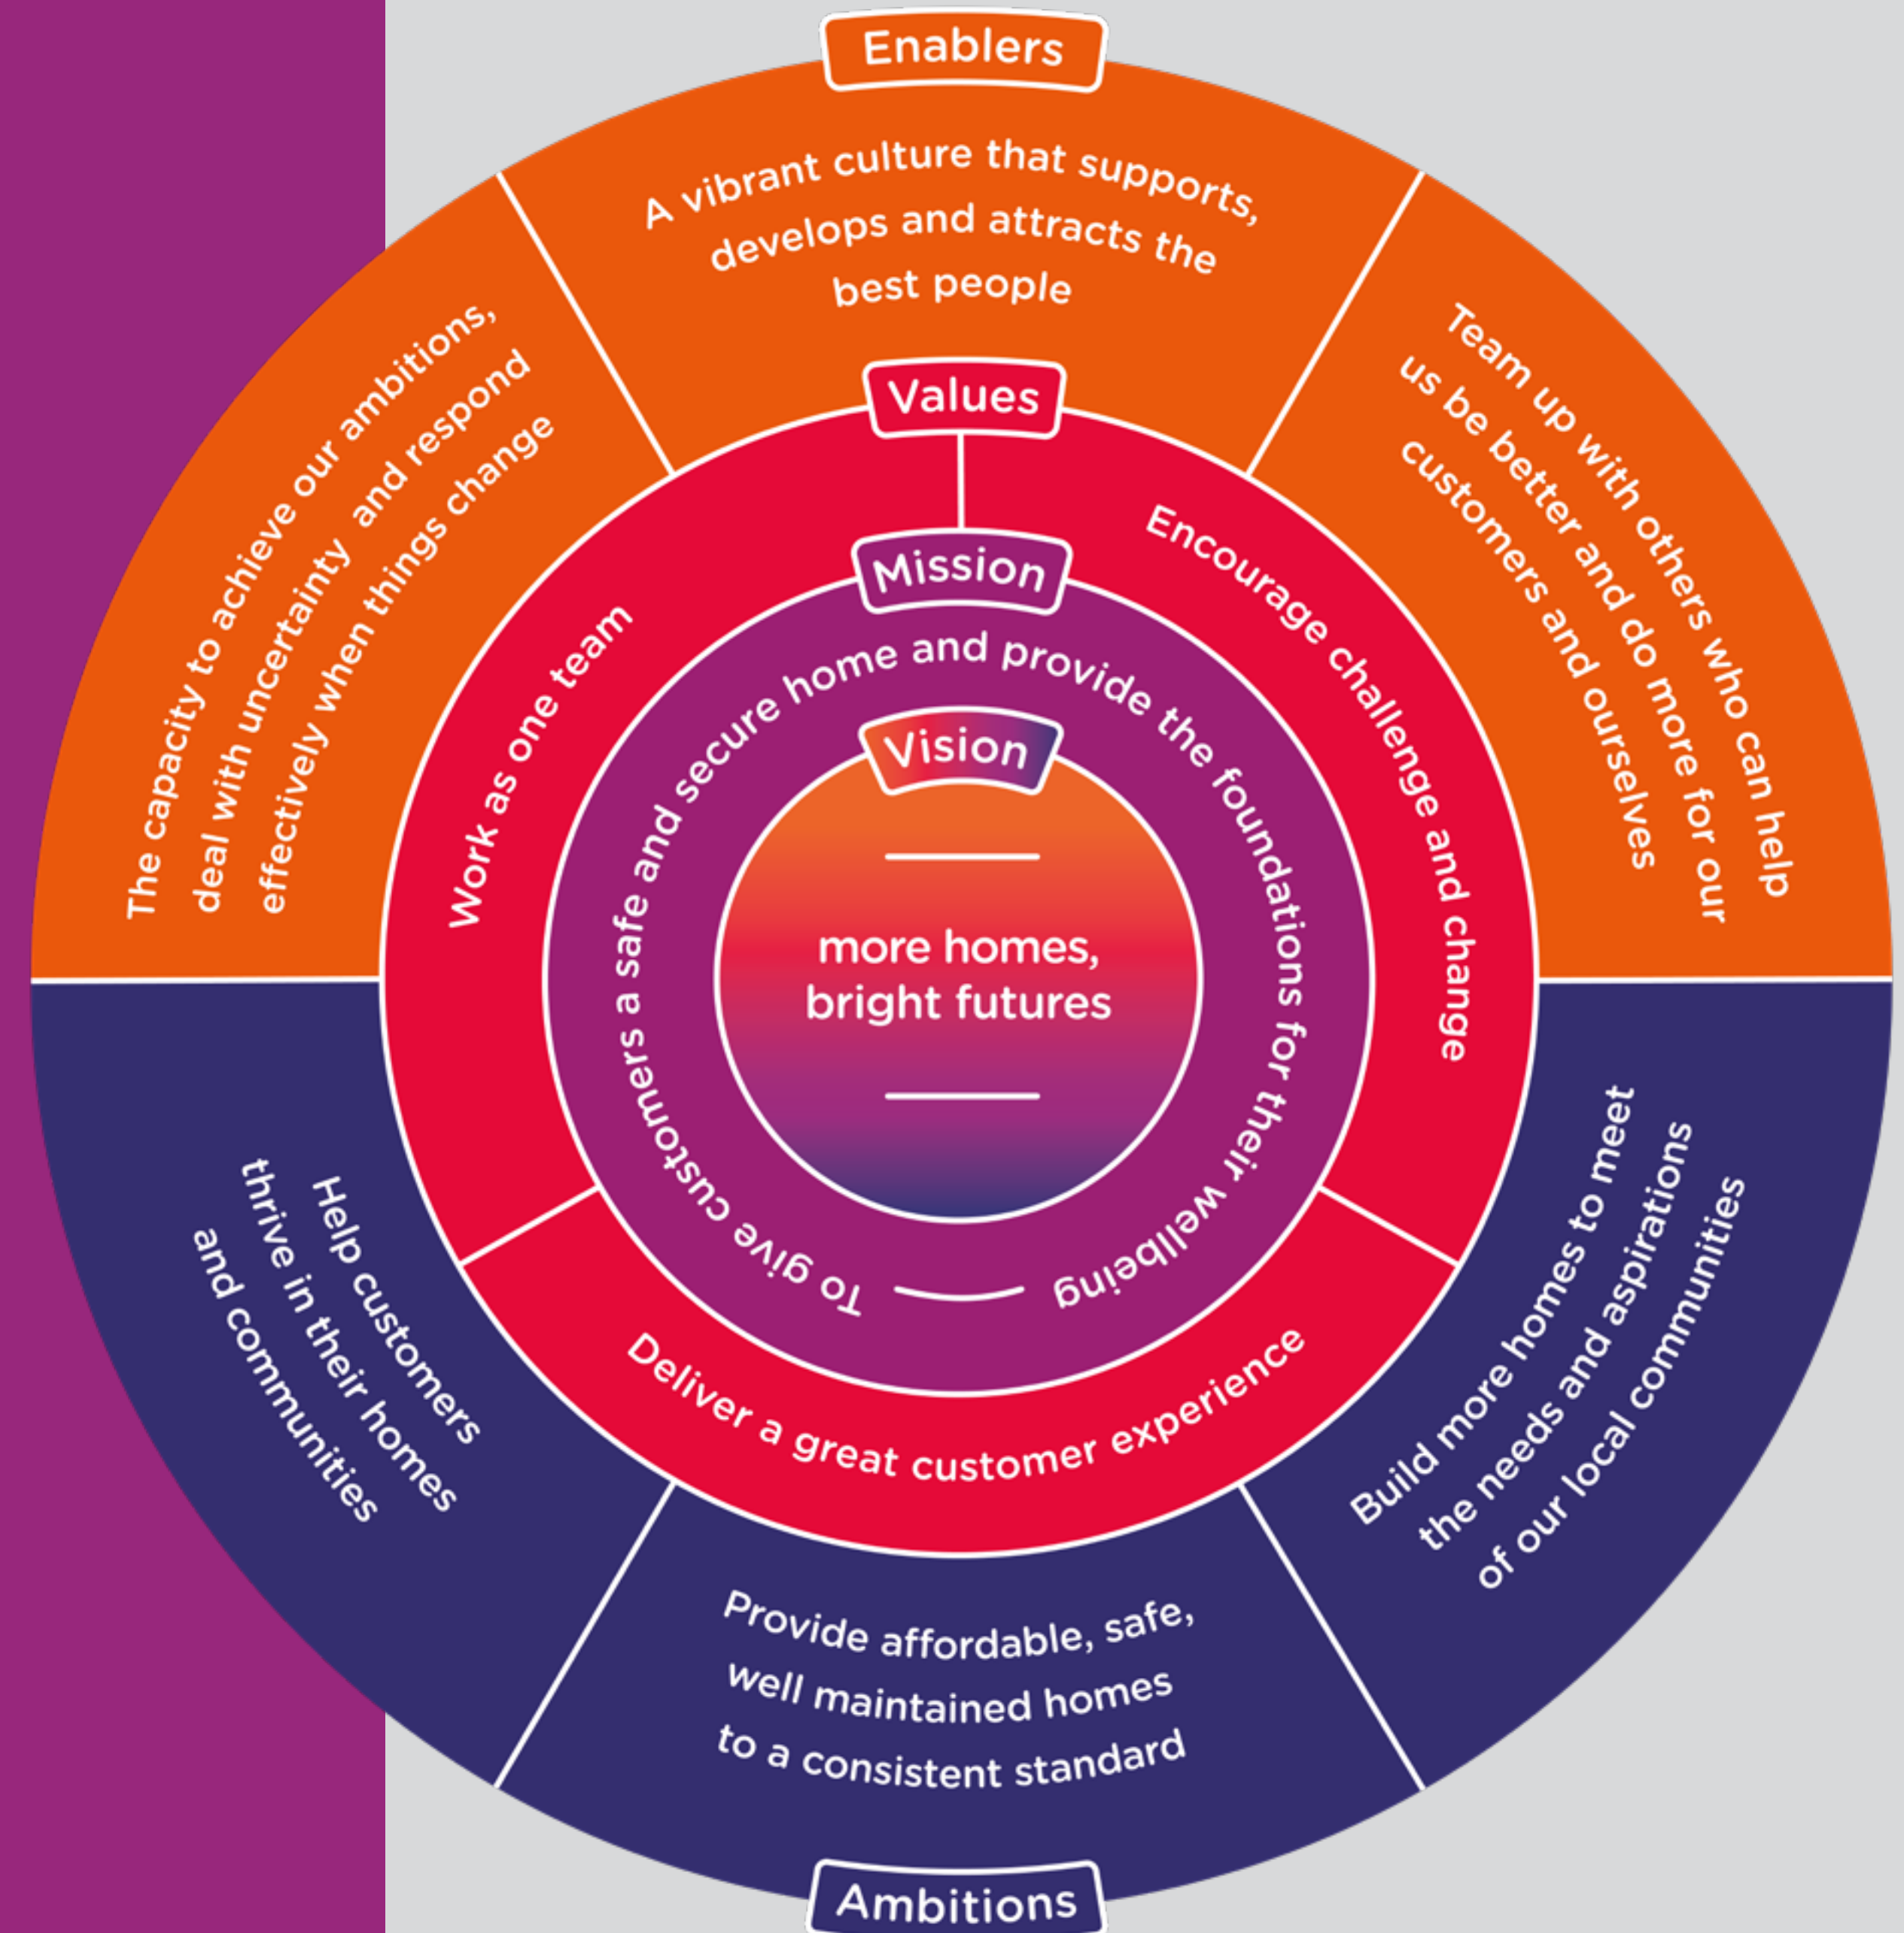 Enablers
The capacity to achieve our ambitions,
deal with uncertainty and respond
effectively when things change
A vibrant culture that supports,
develops and attracts the
best people
Team up with others who can help
us be better and do more for our
customers and ourselves
Values
Work as one team
Encourage challenge and change
Deliver a great customer experience
Mission
To give customers a safe and secure home and provide the foundations for their wellbeing
Vision
more homes,
bright futures
Help customers
thrive in their homes
and communities
Provide affordable, safe,
well maintained homes
to a consistent standard
Build more homes to meet
the needs and aspirations
of our local communities
Ambitions